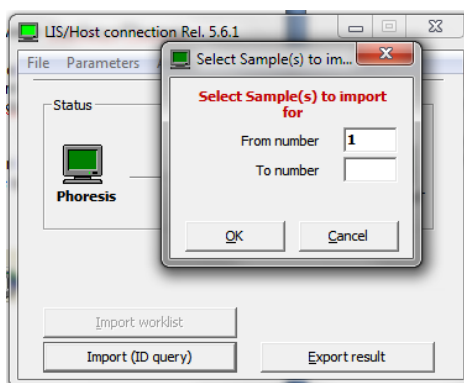 LIS/Host connection Rel. 5.6.1
File Parameters
Status
Phoresis
Select Sample(s) to im...
Select Sample(s) to import
for
From number 1
To number
OK Cancel
Import worklist
Import (ID query) Export result